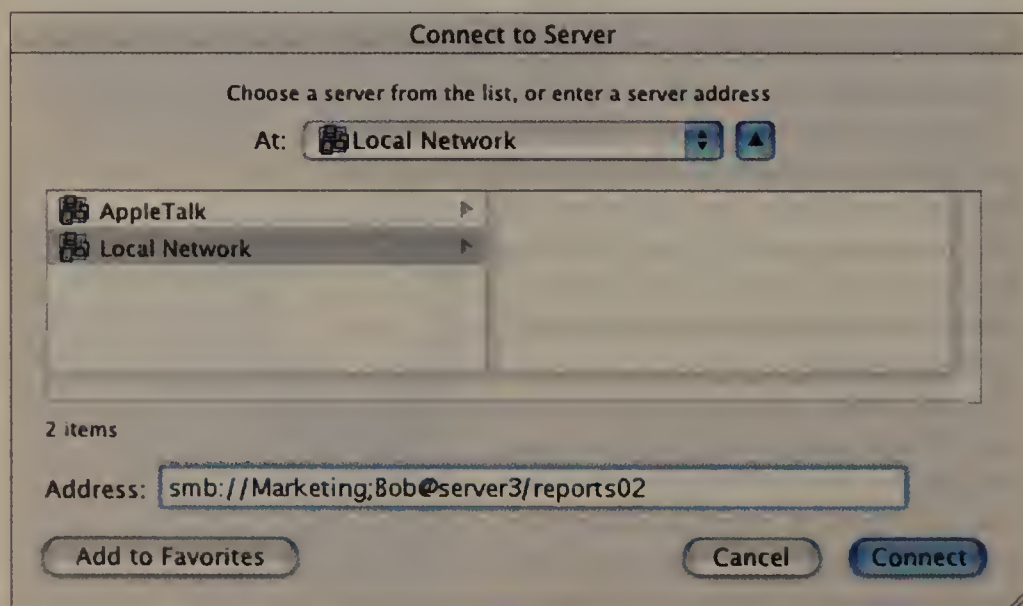 Connect to Server
Choose a server from the list, or enter a server address
At: Local Network
AppleTalk
Local Network
2 items
Address: smb://Marketing;Bob@server3/reports02
Add to Favorites
Cancel
Connect